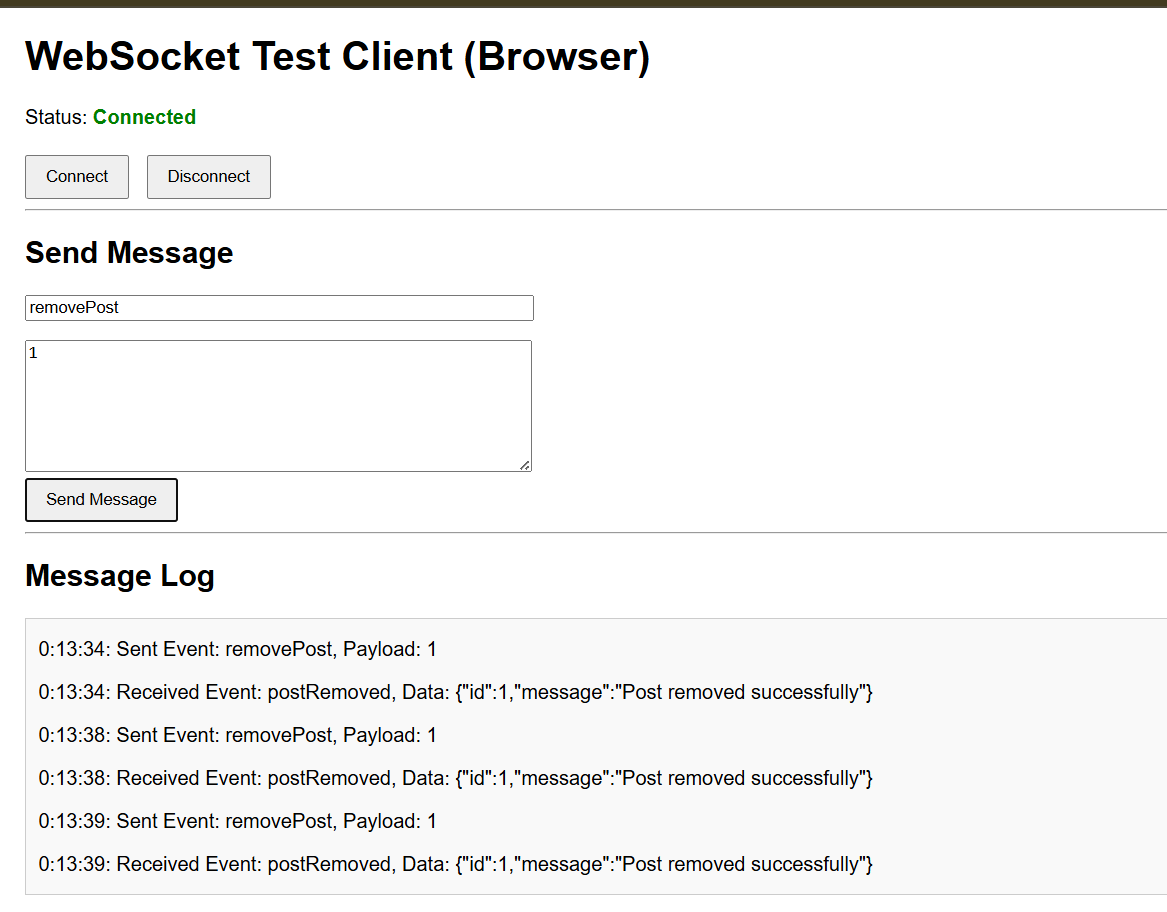 WebSocket Test Client (Browser)
Status: Connected
Connect Disconnect
Send Message
removePost
1
Send Message
Message Log
0:13:34: Sent Event: removePost, Payload: 1
0:13:34: Received Event: postRemoved, Data: {"id":1,"message":"Post removed successfully"}
0:13:38: Sent Event: removePost, Payload: 1
0:13:38: Received Event: postRemoved, Data: {"id":1,"message":"Post removed successfully"}
0:13:39: Sent Event: removePost, Payload: 1
0:13:39: Received Event: postRemoved, Data: {"id":1,"message":"Post removed successfully"}